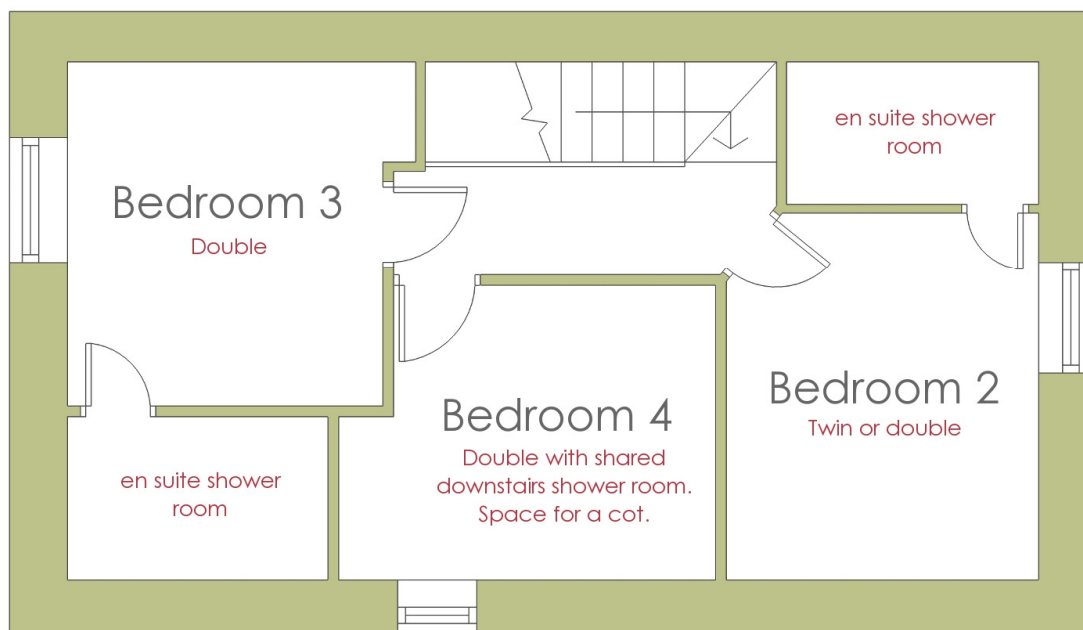 en suite shower
room
Bedroom 3
Double
Bedroom 2
Twin or double
Bedroom 4
Double with shared
downstairs shower room.
Space for a cot.
en suite shower
room